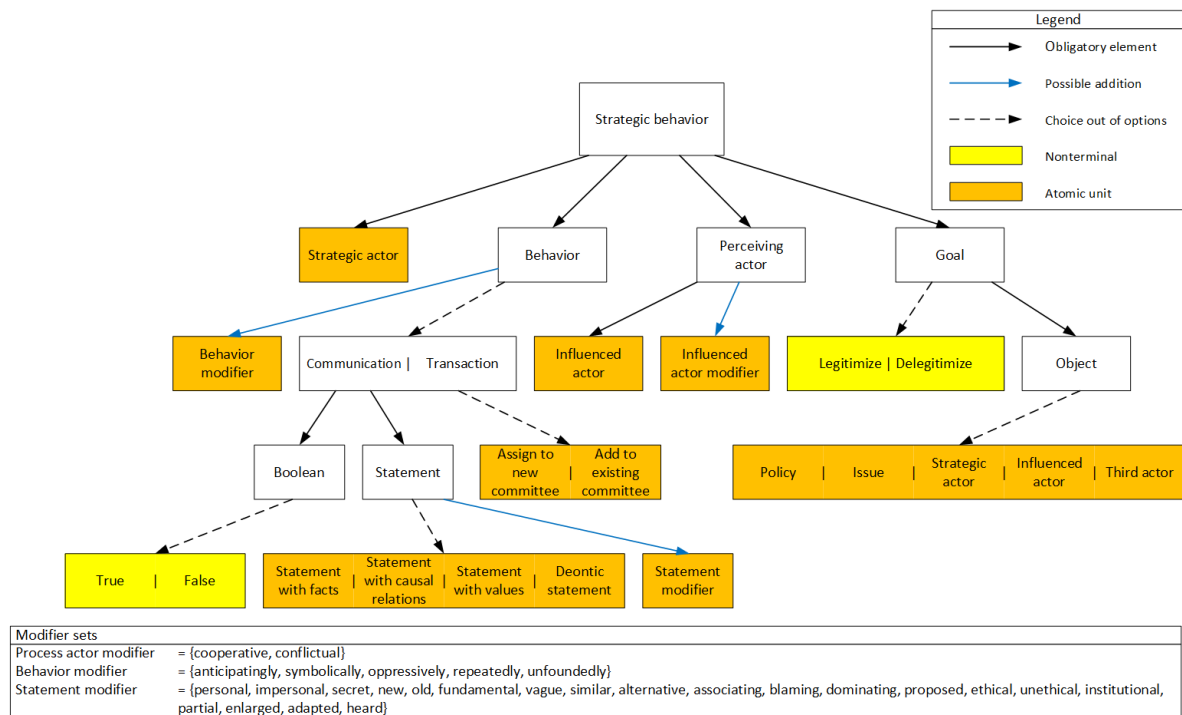 Legend
Obligatory element
Possible addition
Choice out of options
Nonterminal
Atomic unit
Strategic behavior
Strategic actor
Behavior
Perceiving
actor
Goal
Behavior
modifier
Communication | Transaction
Influenced
actor
Influenced
actor modifier
Legitimize | Delegitimize
Object
Boolean
Statement
Assign to
new
committee
|
Add to
existing
committee
Policy | Issue |
Strategic
actor
|
Influenced
actor
| Third actor
True | False
Statement
with facts
|
Statement
with causal
relations
|
Statement
with values
|
Deontic
statement
Statement
modifier
Modifier sets
Process actor modifier = {cooperative, conflictual}
Behavior modifier = {anticipatingly, symbolically, oppressively, repeatedly, unfoundedly}
Statement modifier = {personal, impersonal, secret, new, old, fundamental, vague, similar, alternative, associating, blaming, dominating, proposed, ethical, unethical, institutional,
partial, enlarged, adapted, heard}